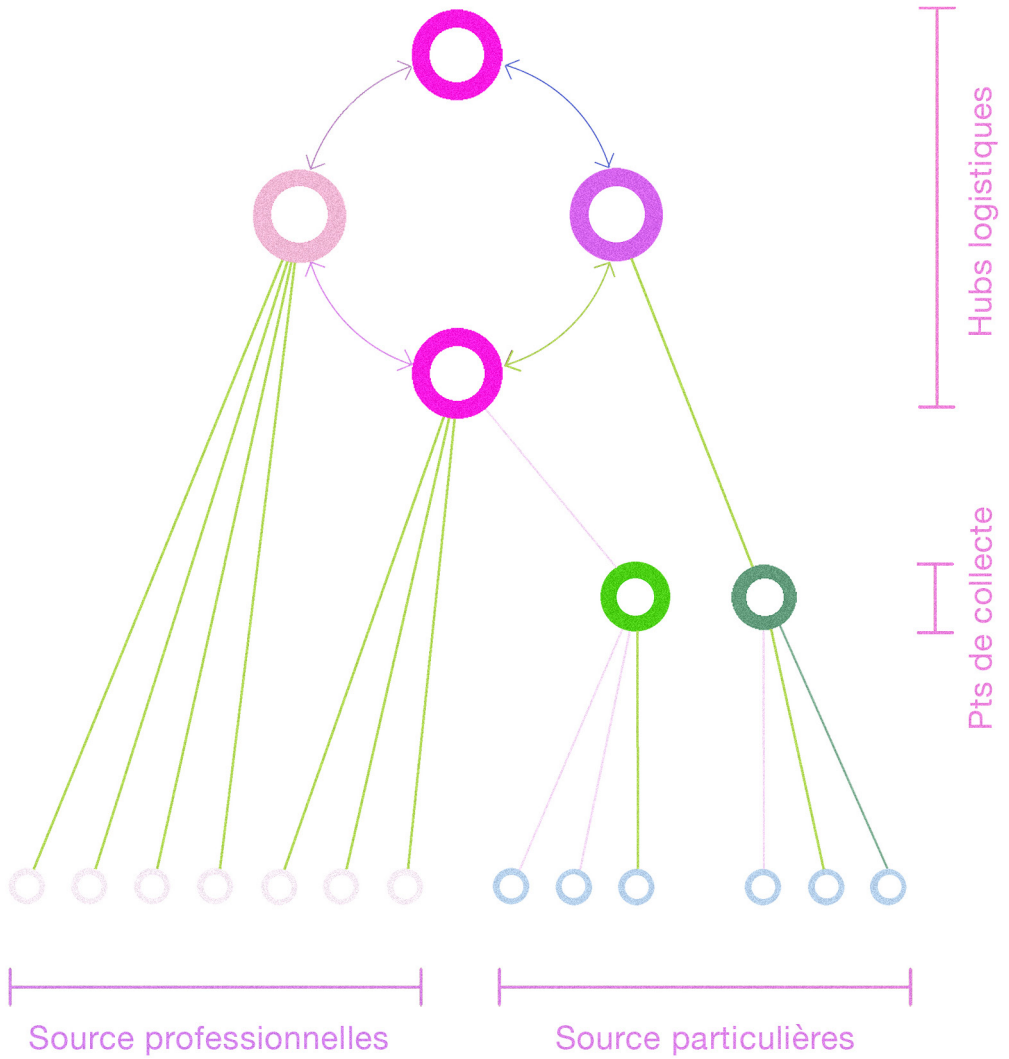 Hubs logistiques
Pts de collecte
Source professionnelles
Source particulières